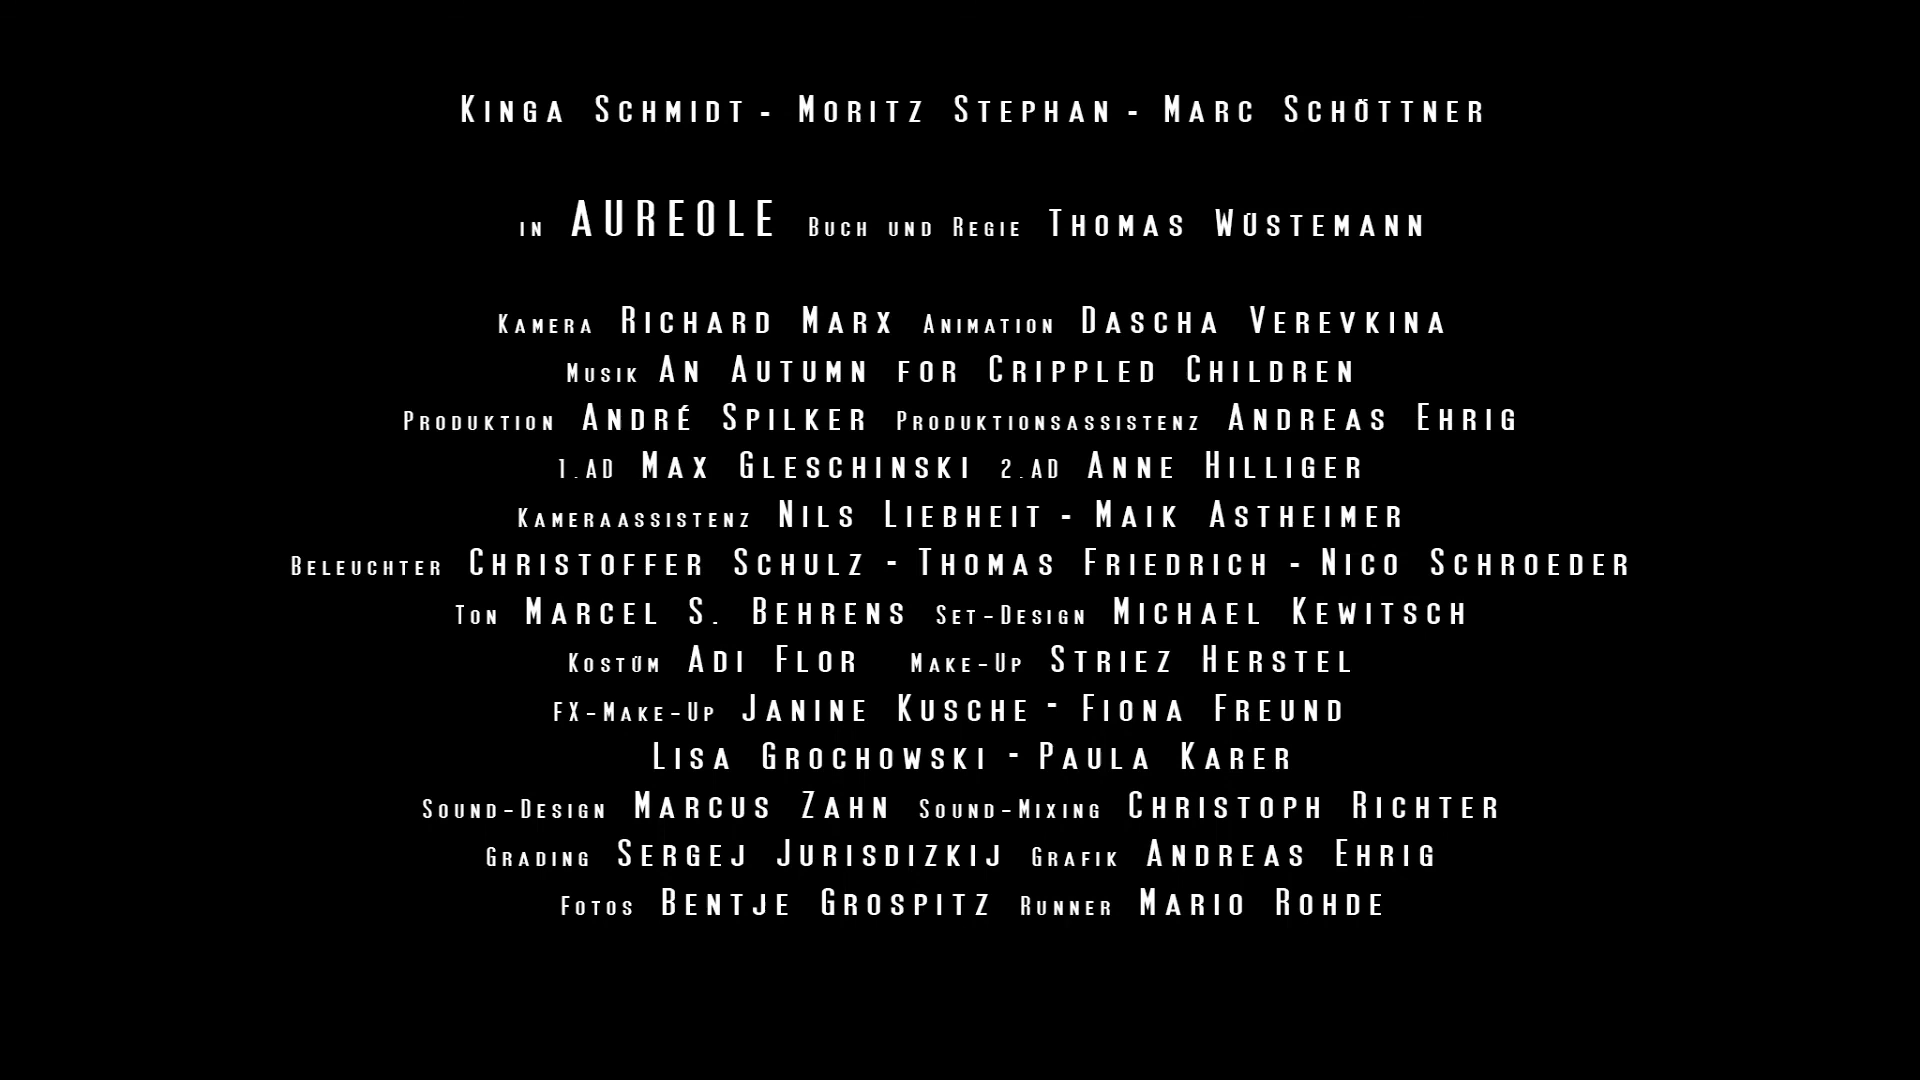 Kinga Schmidt - Moritz Stephan - Marc Schöttner
in AUREOLE Buch und Regie Thomas Wüstemann
Kamera Richard Marx Animation Dascha Verevkina
Musik An Autumn for Crippled Children
Produktion André Spilker Produktionsassistenz Andreas Ehrig
1.AD Max Gleschinski 2.AD Anne Hilliger
Kameraassistenz Nils Liebheit - Maik Astheimer
Beleuchter Christoffer Schulz - Thomas Friedrich - Nico Schroeder
Ton Marcel S. Behrens Set-Design Michael Kewitsch
Kostüm Adi Flor Make-Up Striez Herstel
FX-Make-Up Janine Kusche - Fiona Freund
Lisa Grochowski - Paula Karer
Sound-Design Marcus Zahn Sound-Mixing Christoph Richter
Grading Sergej Jurisdizkij Grafik Andreas Ehrig
Fotos Bentje Grospitz Runner Mario Rohde